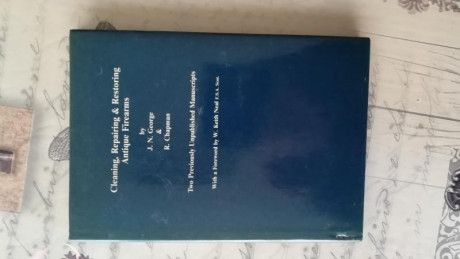 Cleaning, Repairing & Restoring
Antique Firearms
by
J. N. George
&
R. Chapman
Two Previously Unpublished Manuscripts
With a Foreword by W. Keith Neal F.S.A. Scot.